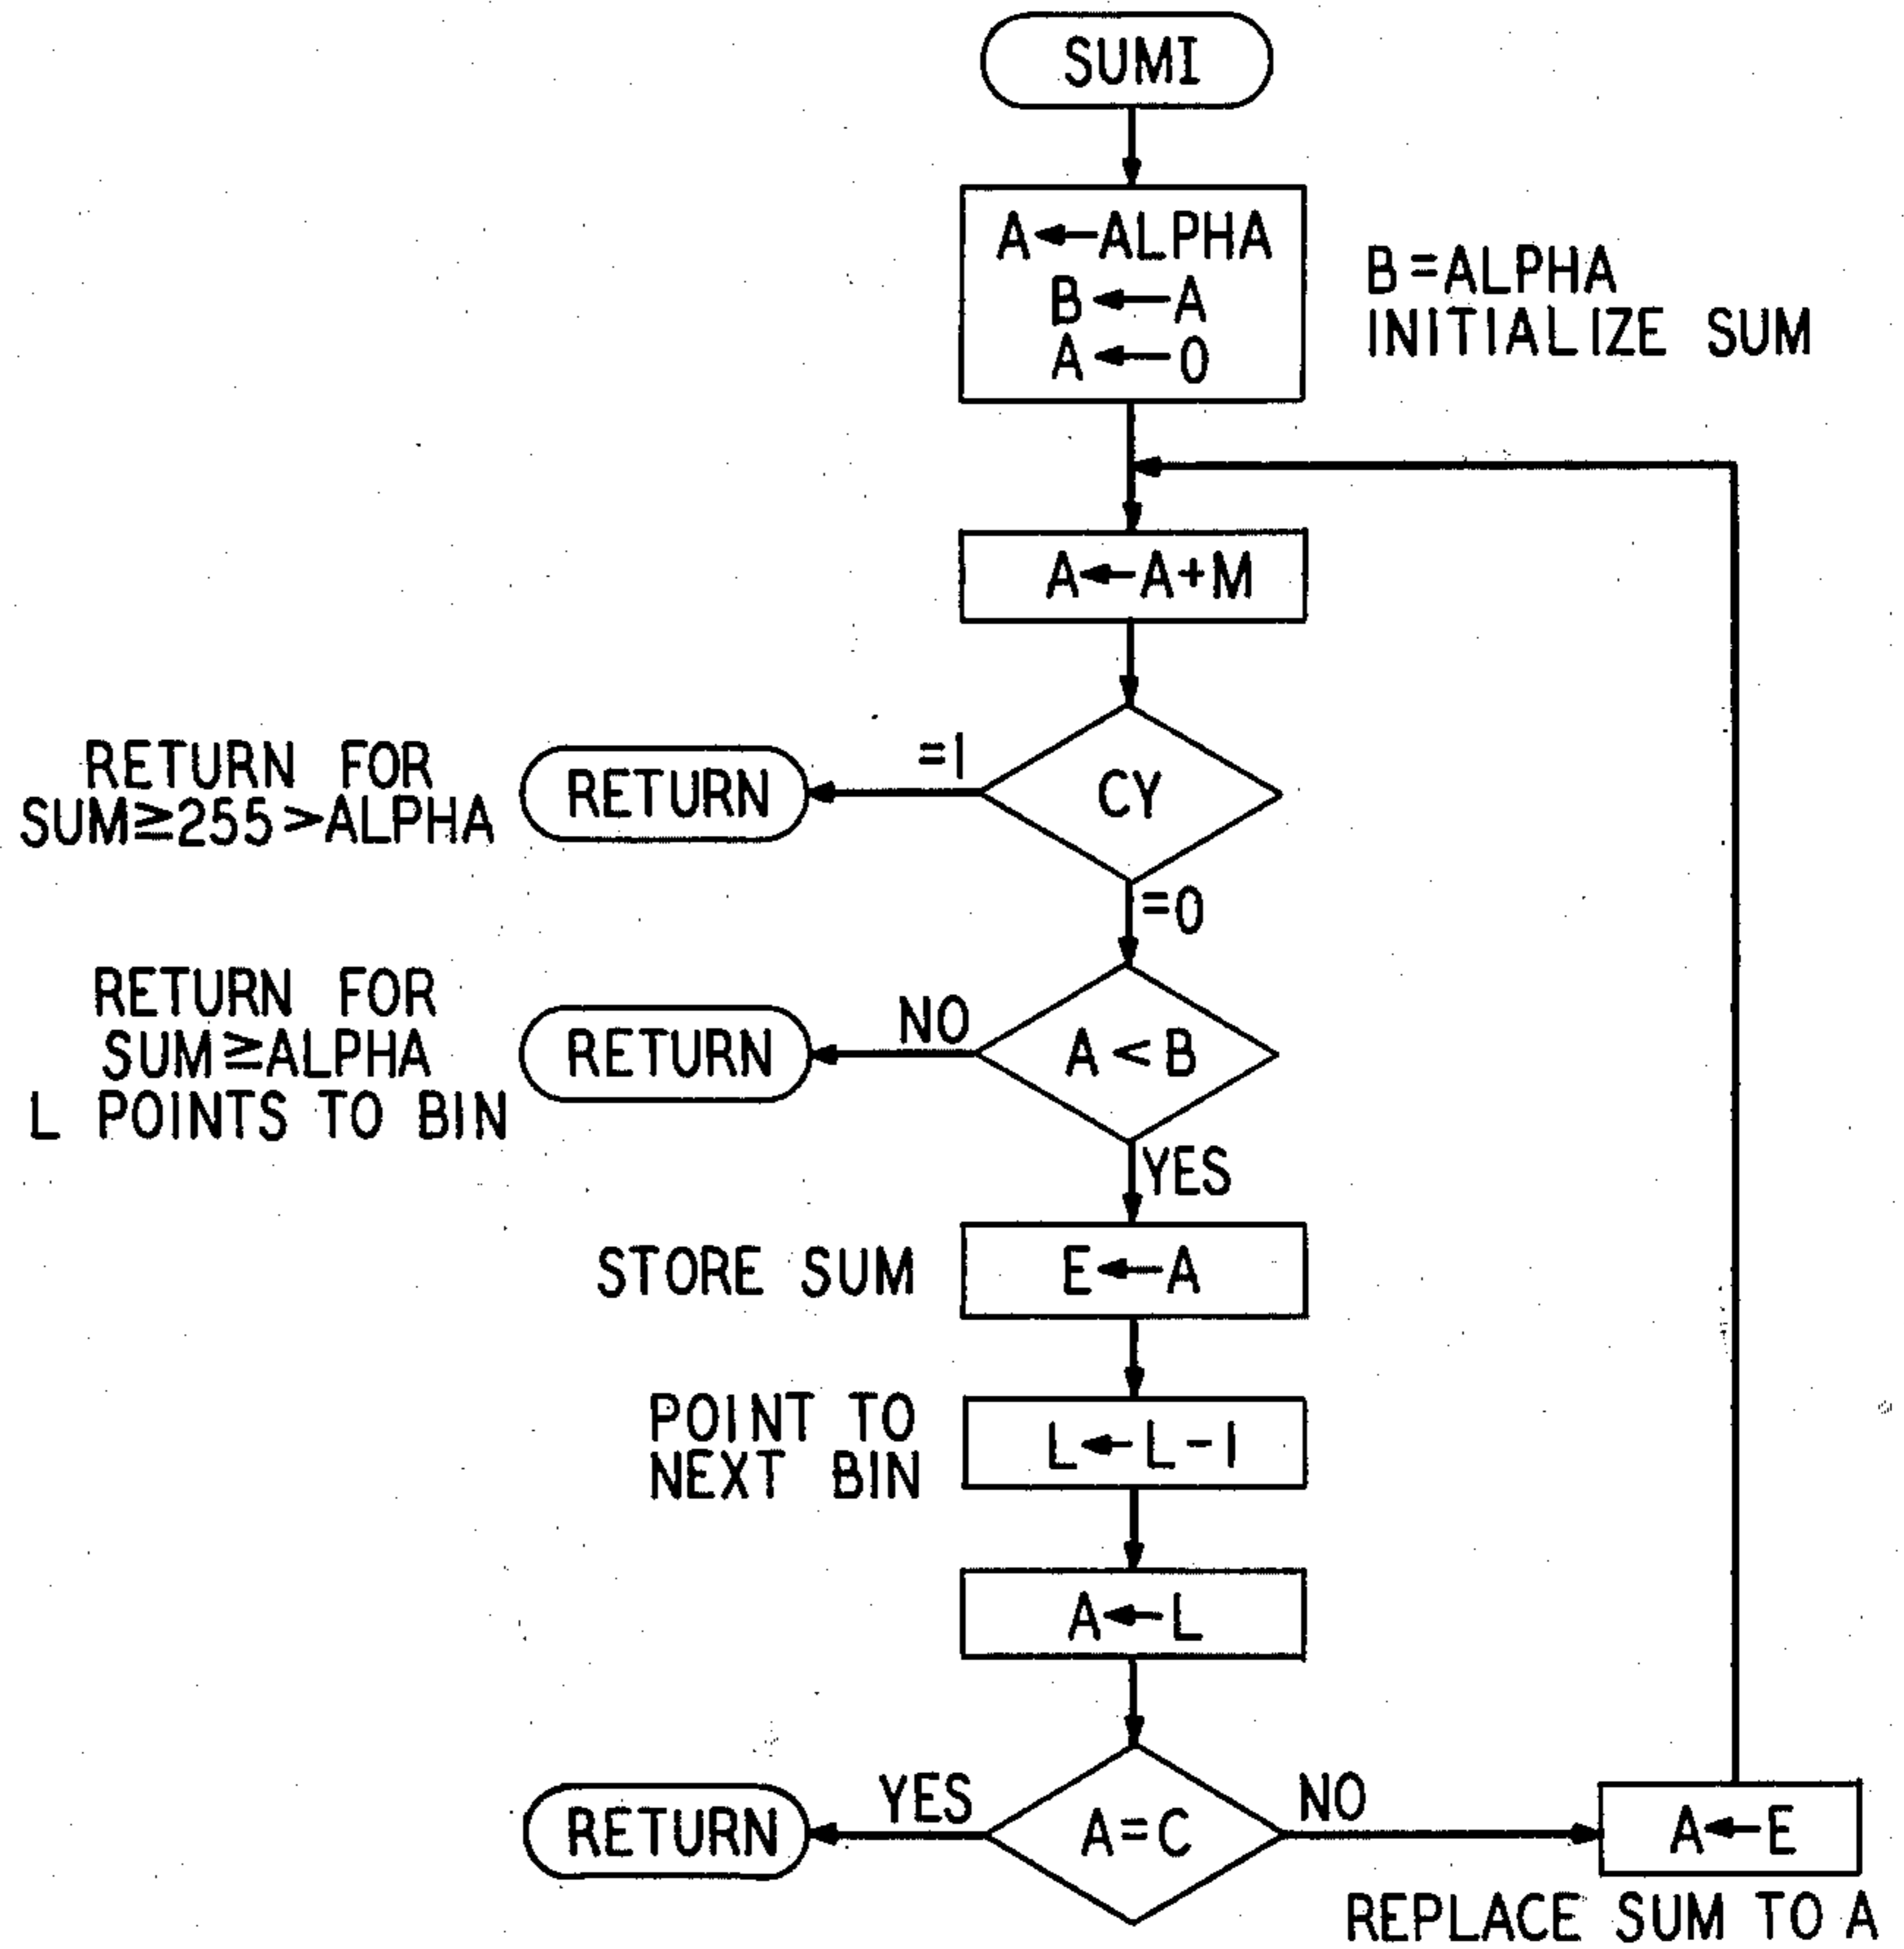 SUMI
A←ALPHA
B←A
A←0
B=ALPHA
INITIALIZE SUM
A←A+M
RETURN FOR
SUM≧255>ALPHA
RETURN
=1
CY
=0
RETURN FOR
SUM≧ALPHA
L POINTS TO BIN
RETURN
NO
A<B
YES
STORE SUM
E←A
POINT TO
NEXT BIN
L←L-1
A←L
RETURN
YES
A=C
NO
A←E
REPLACE SUM TO A